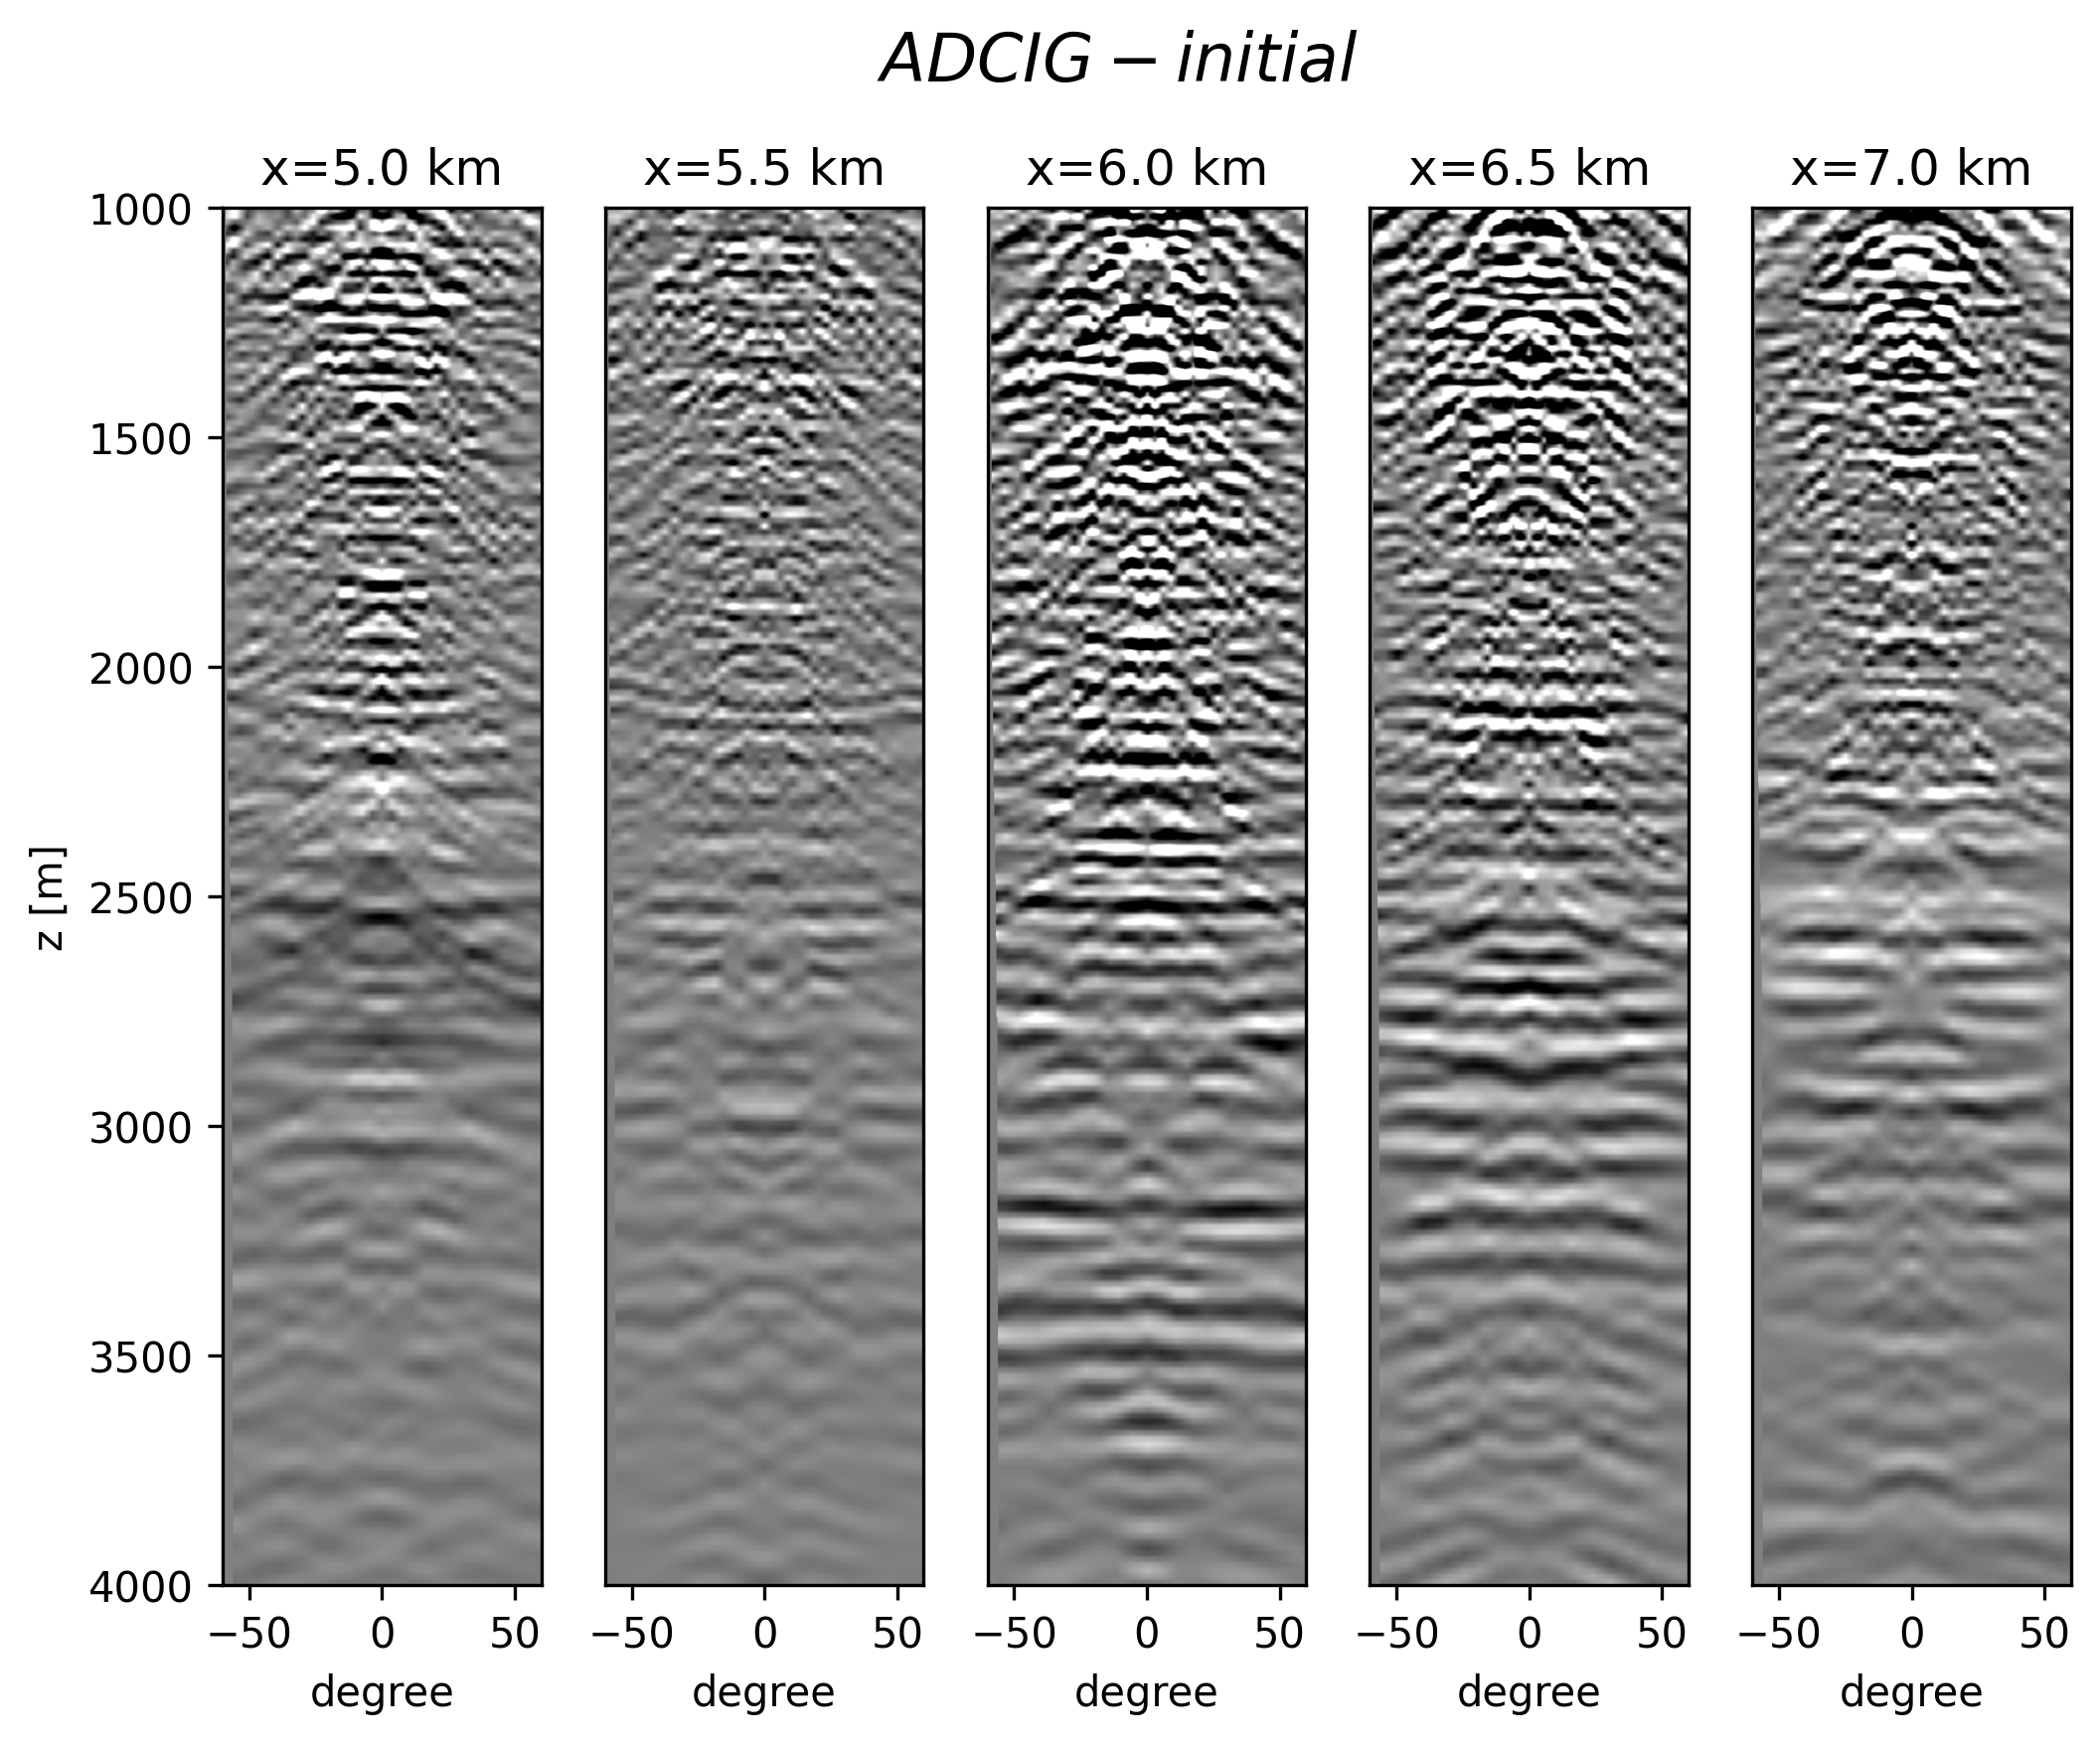 ADCIG − initial
x=5.0 km x=5.5 km x=6.0 km x=6.5 km x=7.0 km
1000
1500
2000
2500
3000
3500
4000
z [m]
−50 0 50 −50 0 50 −50 0 50 −50 0 50 −50 0 50
degree degree degree degree degree